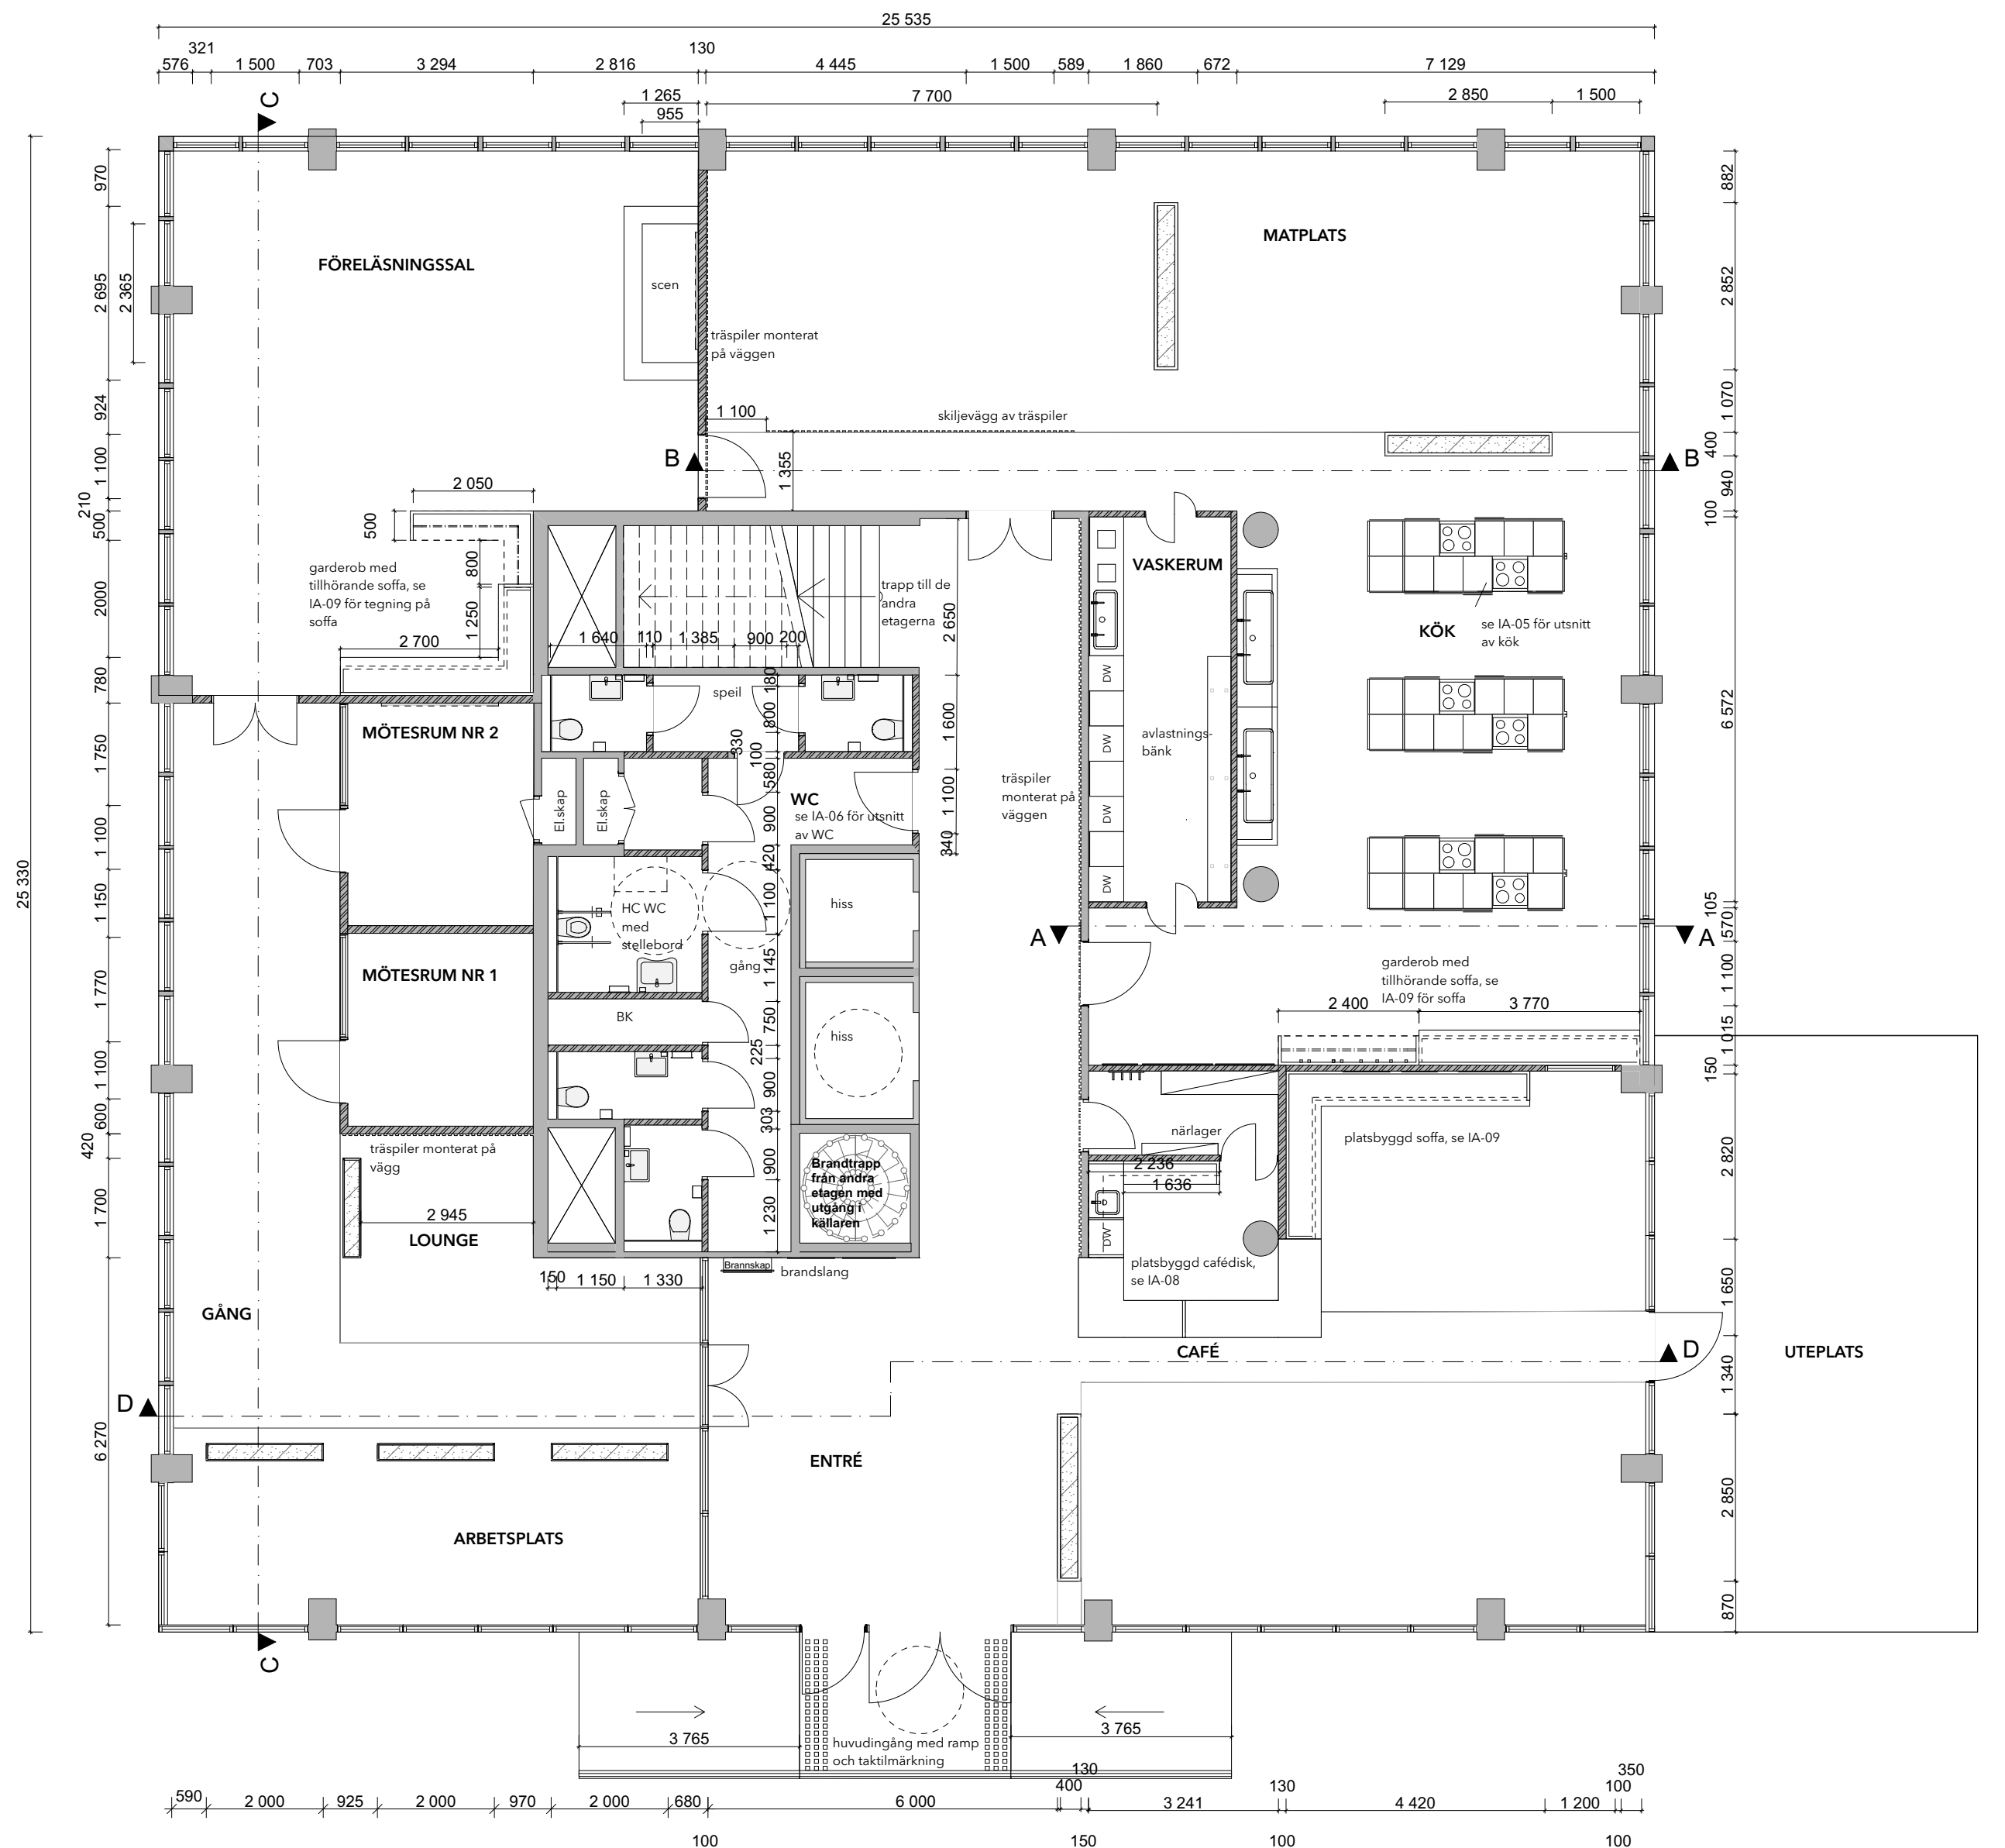 25 535
321
130
576
1 500
703
3 294
2 816
4 445
1 500
589
1 860
672
7 129
1 265
7 700
2 850
1 500
955
C
970
2 695
2 365
924
1 100
210
500
2000
780
1 750
1 100
1 150
1 770
1 100
600
420
1 700
6 270
25 330
882
2 852
1 070
400
940
100
6 572
105
570
1 100
1 015
150
2 820
1 650
1 340
2 850
870
FÖRELÄSNINGSSAL
scen
träspiler monterat
på väggen
MATPLATS
skiljevägg av träspiler
1 100
1 355
B
B
2 050
500
800
1 250
garderob med
tillhörande soffa, se
IA-09 för tegning på
soffa
2 700
trapp till de
andra
etagerna
1 640
110
1 385
900
200
2 650
1 600
1 100
340
VASKERUM
DW
DW
DW
DW
avlastnings-
bänk
KÖK
se IA-05 för utsnitt
av kök
speil
180
800
330
100
580
900
420
1 100
1 145
750
225
900
303
900
1 230
MÖTESRUM NR 2
El.skap
El.skap
WC
se IA-06 för utsnitt
av WC
träspiler
monterat på
väggen
HC WC
med
stellebord
hiss
gång
A
A
MÖTESRUM NR 1
BK
hiss
garderob med
tillhörande soffa, se
IA-09 för soffa
2 400
3 770
träspiler monterat på
vägg
närlager
2 236
1 636
DW
platsbyggd soffa, se IA-09
Brandtrapp
från andra
etagen med
utgång i
källaren
2 945
LOUNGE
Brannskap
brandslang
150
1 150
1 330
platsbyggd cafédisk,
se IA-08
GÅNG
CAFÉ
D
UTEPLATS
D
ENTRÉ
ARBETSPLATS
C
3 765
3 765
huvudingång med ramp
och taktilmärkning
590
2 000
925
2 000
970
2 000
680
6 000
400
130
3 241
130
4 420
1 200
100
350
100
150
100
100